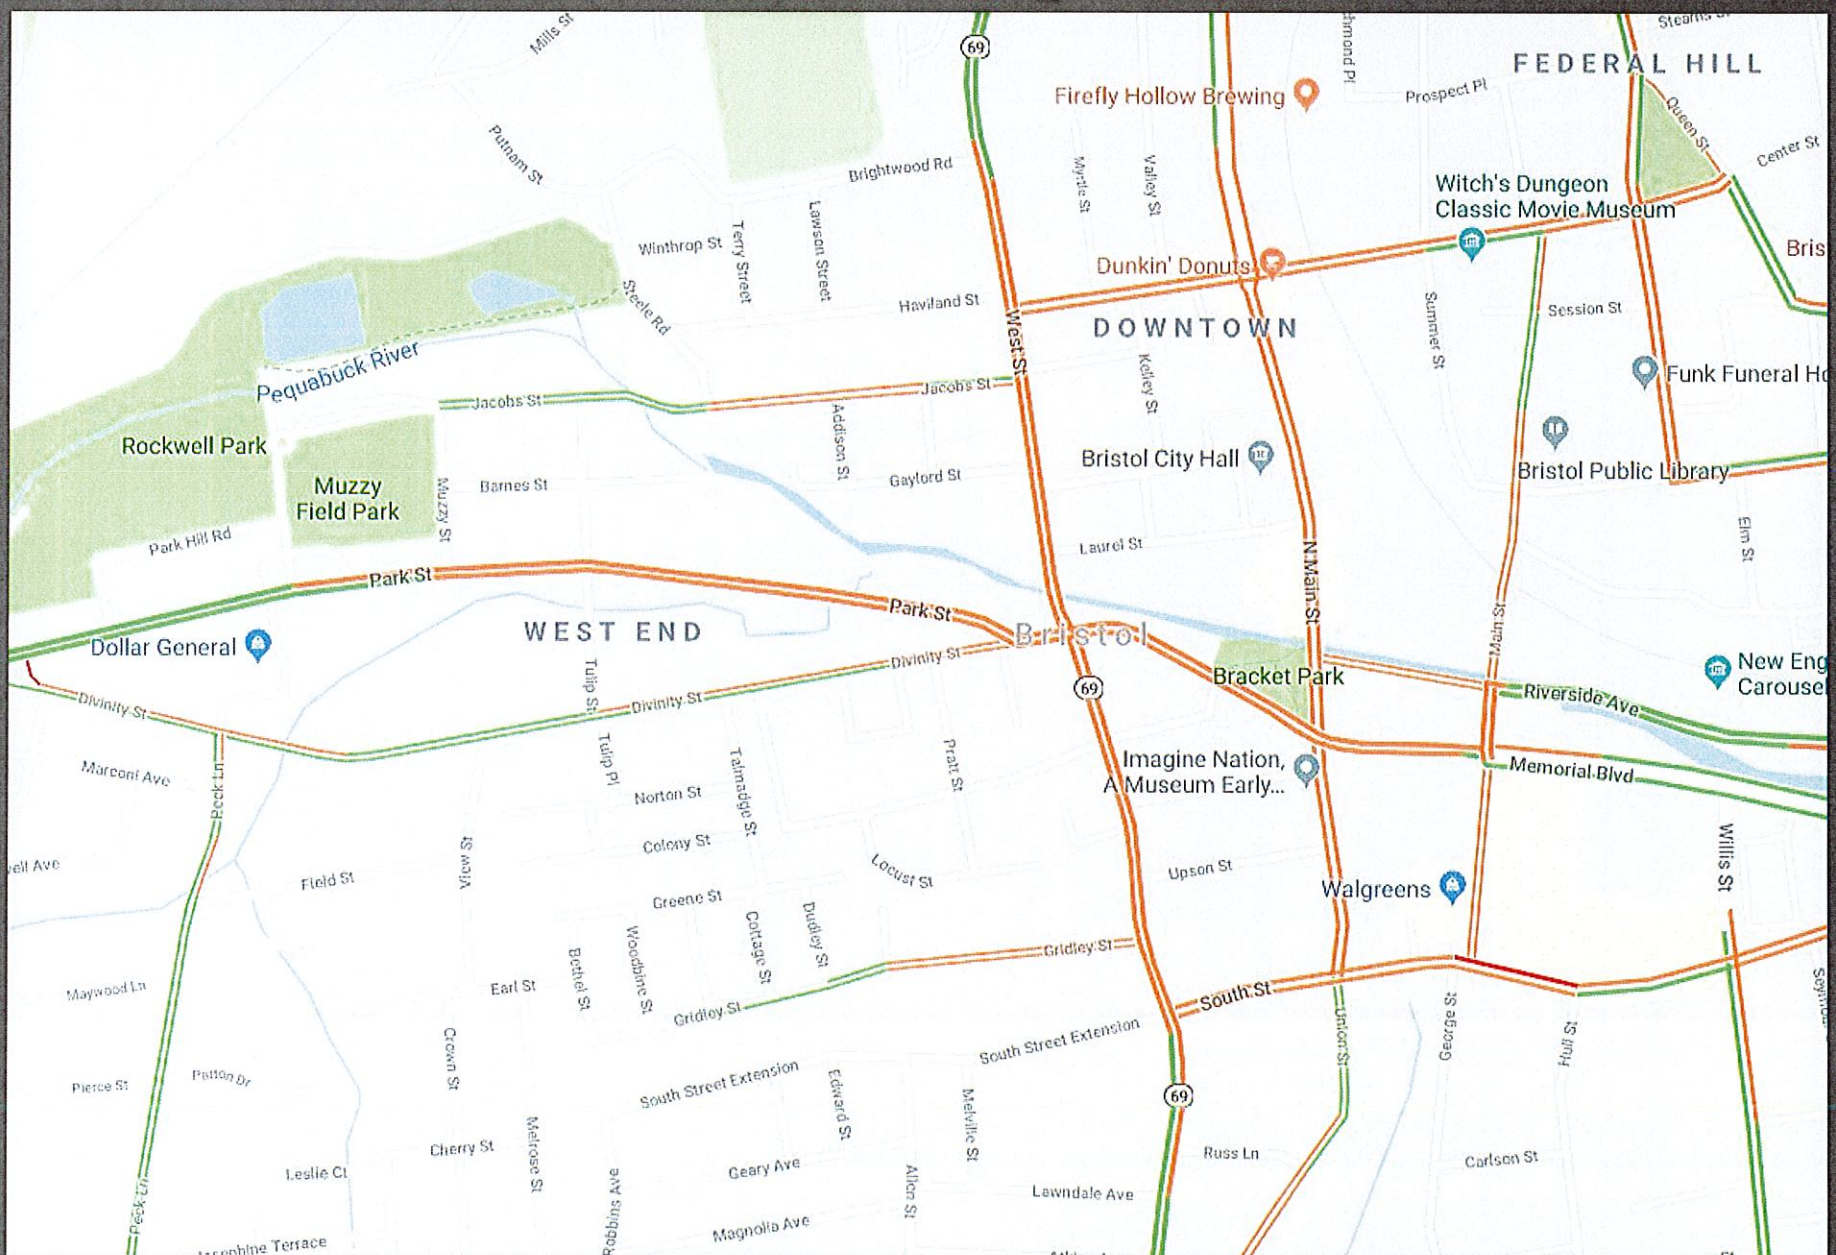 Mills St
69
Stearns St
FEDERAL HILL
Firefly Hollow Brewing
Prospect Pl
Queen St
Center St
Putnam St
Brightwood Rd
Myrtle St
Valley St
Witch's Dungeon
Classic Movie Museum
Lawson Street
Terry Street
Winthrop St
Dunkin' Donuts
Bris
Steele Rd
Haviland St
West St
DOWNTOWN
Summer St
Session St
Pequabuck River
Jacobs St
Jacobs St
Kelley St
Funk Funeral Ho
Rockwell Park
Addison St
Bristol City Hall
Bristol Public Library
Muzzy
Field Park
Muzzy St
Barnes St
Gaylord St
Park Hill Rd
Laurel St
Elm St
Park St
N Main St
Park St
Main St
Dollar General
WEST END
Bristol
Divinity St
Bracket Park
New Eng
Carousel
Tulip St
69
Riverside Ave
Divinity St
Divinity St
Marconi Ave
Peck Ln
Tulip Pl
Talmadge St
Pratt St
Imagine Nation,
A Museum Early...
Memorial Blvd
Norton St
Colony St
View St
Locust St
Upson St
Willis St
Field St
Greene St
Walgreens
Cottage St
Dudley St
Bethel St
Woodbine St
Gridley St
Maywood Ln
Earl St
Gridley St
South St
South Street Extension
Union St
George St
Hull St
Crown St
Pierce St
Patton Dr
South Street Extension
Edward St
Melville St
69
Cherry St
Melrose St
Russ Ln
Carlson St
Leslie Ct
Geary Ave
Allen St
Lawndale Ave
Peck Ln
Robbins Ave
Magnolia Ave
Josephine Terrace